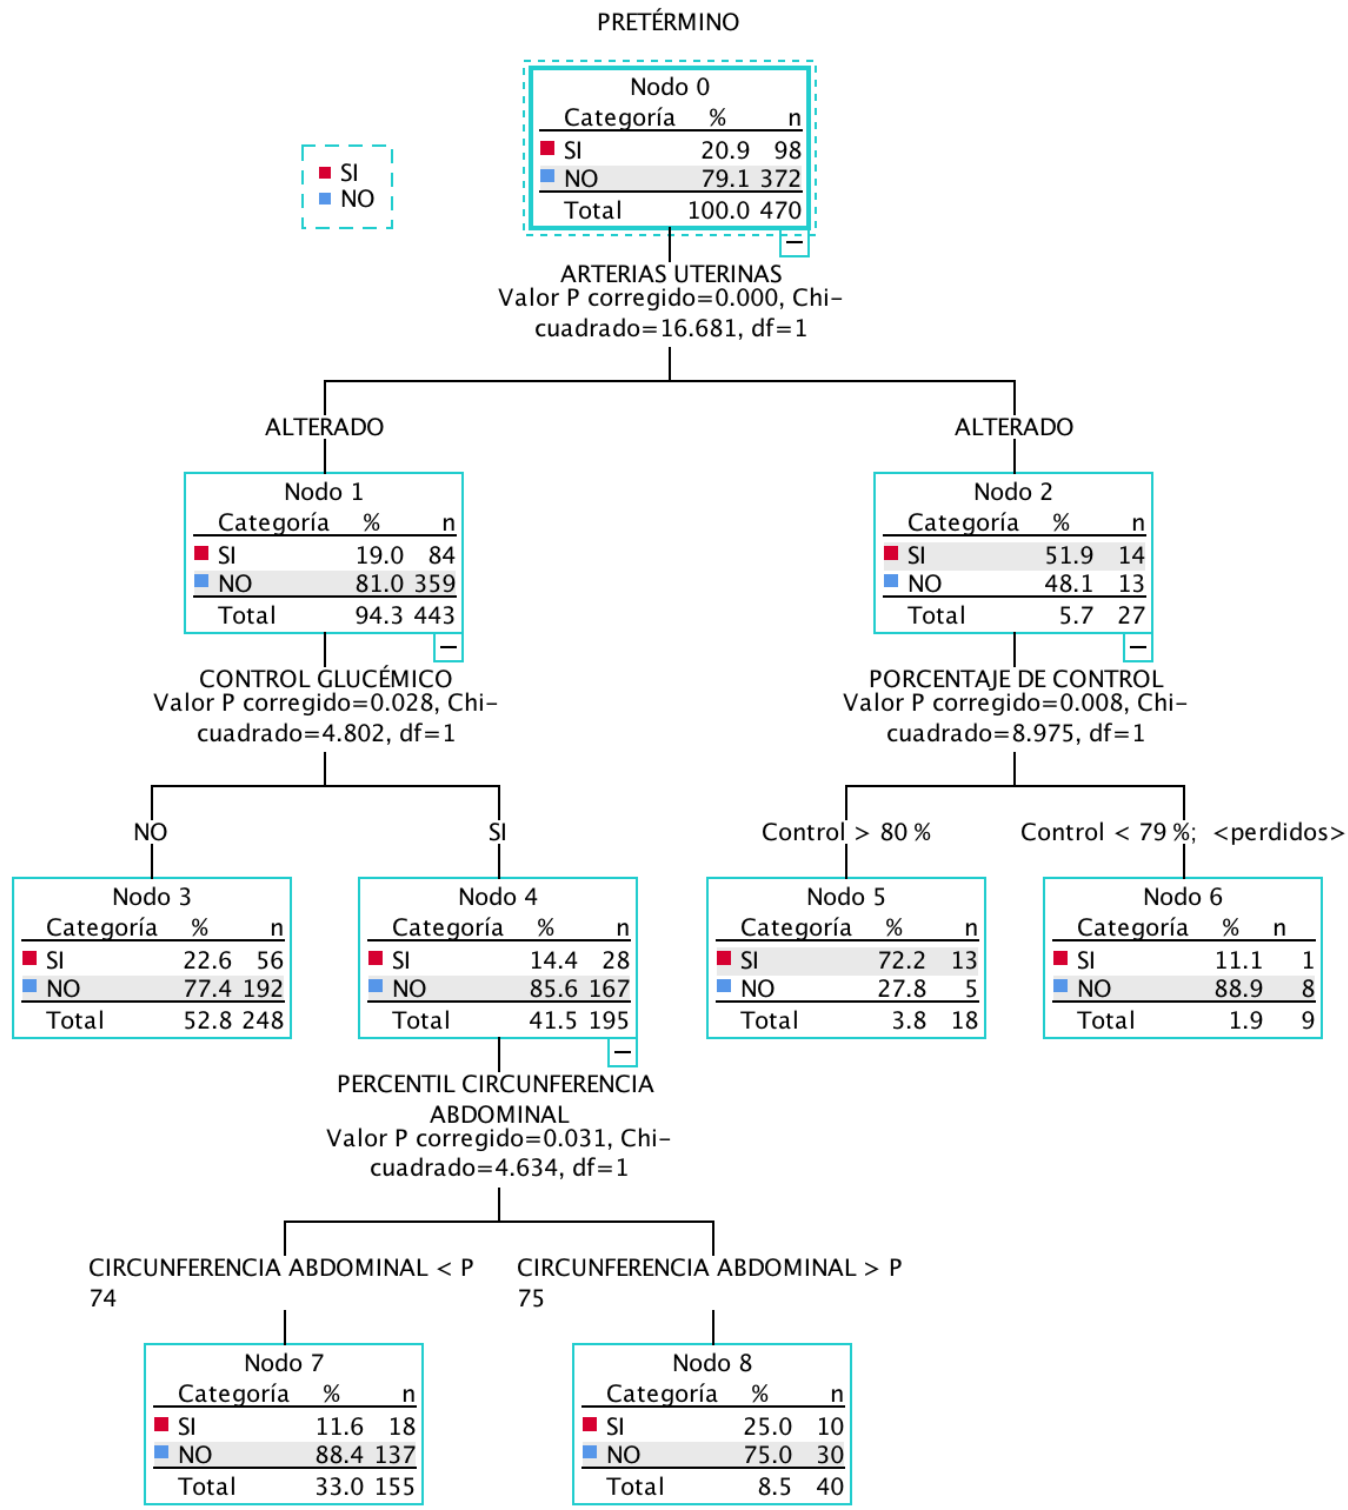 PRETÉRMINO
Nodo 0
Categoría % n
SI 20.9 98
NO 79.1 372
Total 100.0 470
SI
NO
ARTERIAS UTERINAS
Valor P corregido=0.000, Chi-
cuadrado=16.681, df=1
ALTERADO
ALTERADO
Nodo 1
Categoría % n
SI 19.0 84
NO 81.0 359
Total 94.3 443
Nodo 2
Categoría % n
SI 51.9 14
NO 48.1 13
Total 5.7 27
CONTROL GLUCÉMICO
Valor P corregido=0.028, Chi-
cuadrado=4.802, df=1
PORCENTAJE DE CONTROL
Valor P corregido=0.008, Chi-
cuadrado=8.975, df=1
NO
SI
Control > 80 %
Control < 79 %; <perdidos>
Nodo 3
Categoría % n
SI 22.6 56
NO 77.4 192
Total 52.8 248
Nodo 4
Categoría % n
SI 14.4 28
NO 85.6 167
Total 41.5 195
Nodo 5
Categoría % n
SI 72.2 13
NO 27.8 5
Total 3.8 18
Nodo 6
Categoría % n
SI 11.1 1
NO 88.9 8
Total 1.9 9
PERCENTIL CIRCUNFERENCIA
ABDOMINAL
Valor P corregido=0.031, Chi-
cuadrado=4.634, df=1
CIRCUNFERENCIA ABDOMINAL < P
74
CIRCUNFERENCIA ABDOMINAL > P
75
Nodo 7
Categoría % n
SI 11.6 18
NO 88.4 137
Total 33.0 155
Nodo 8
Categoría % n
SI 25.0 10
NO 75.0 30
Total 8.5 40